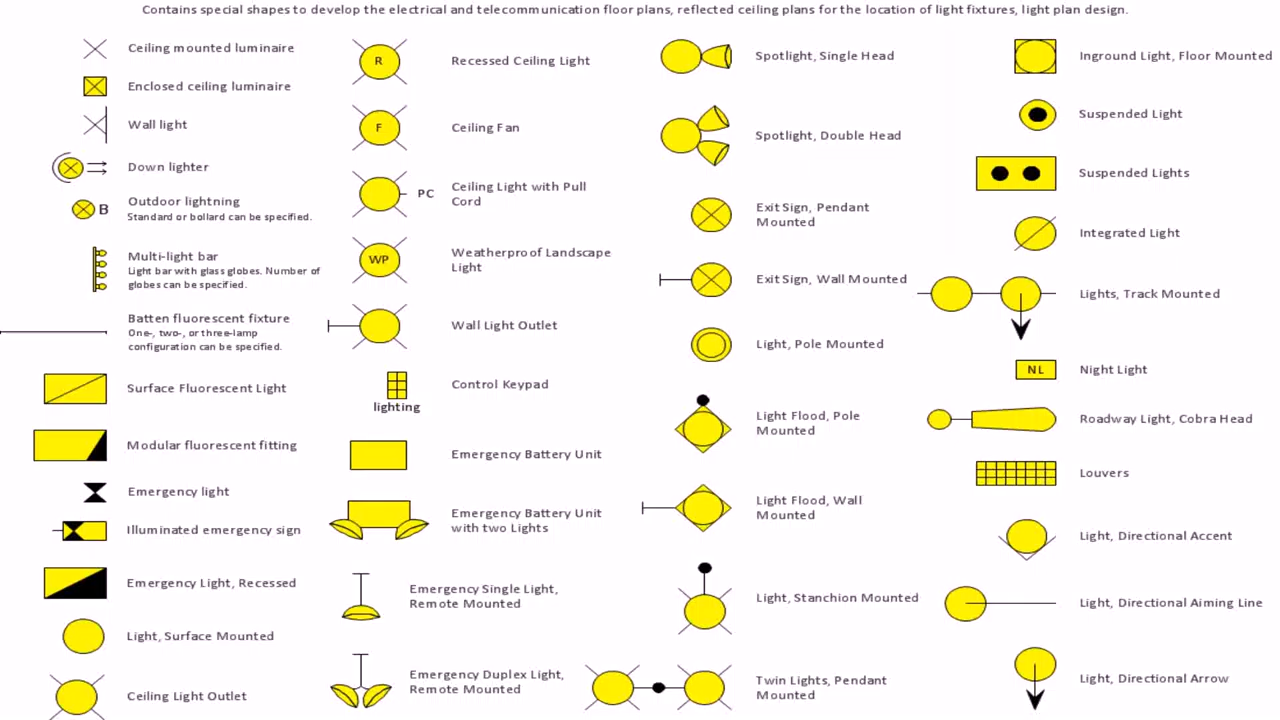 Contains special shapes to develop the electrical and telecommunication floor plans, reflected ceiling plans for the location of light fixtures, light plan design.
Ceiling mounted luminaire
Enclosed ceiling luminaire
Wall light
Down lighter
B
Outdoor lightning
Standard or bollard can be specified.
Multi-light bar
Light bar with glass globes. Number of
globes can be specified.
Batten fluorescent fixture
One-, two-, or three-lamp
configuration can be specified.
Surface Fluorescent Light
Modular fluorescent fitting
Emergency light
Illuminated emergency sign
Emergency Light, Recessed
Light, Surface Mounted
Ceiling Light Outlet
R
Recessed Ceiling Light
F
Ceiling Fan
PC
Ceiling Light with Pull
Cord
WP
Weatherproof Landscape
Light
Wall Light Outlet
Control Keypad
lighting
Emergency Battery Unit
Emergency Battery Unit
with two Lights
Emergency Single Light,
Remote Mounted
Emergency Duplex Light,
Remote Mounted
Spotlight, Single Head
Spotlight, Double Head
Exit Sign, Pendant
Mounted
Exit Sign, Wall Mounted
Light, Pole Mounted
Light Flood, Pole
Mounted
Light Flood, Wall
Mounted
Light, Stanchion Mounted
Twin Lights, Pendant
Mounted
Inground Light, Floor Mounted
Suspended Light
Suspended Lights
Integrated Light
Lights, Track Mounted
NL
Night Light
Roadway Light, Cobra Head
Louvers
Light, Directional Accent
Light, Directional Aiming Line
Light, Directional Arrow